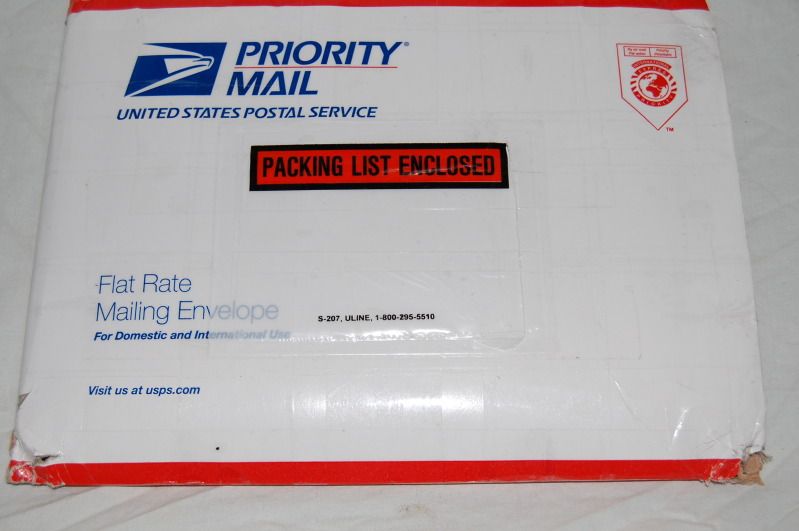 PRIORITY®
MAIL
UNITED STATES POSTAL SERVICE
PACKING LIST ENCLOSED
INTERNATIONAL
TM
Flat Rate
Mailing Envelope
For Domestic and International Use
S-207, ULINE, 1-800-295-5510
Visit us at usps.com